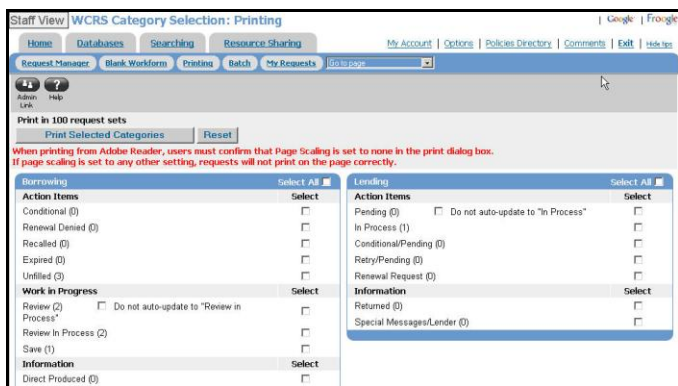 Staff View WCRS Category Selection: Printing | Google | Froogle
Home Databases Searching Resource Sharing My Account | Options | Policies Directory | Comments | Exit | Hide tips
Request Manager Blank Workform Printing Batch My Requests Go to page
Admin Link Help
Print in 100 request sets
Print Selected Categories Reset
When printing from Adobe Reader, users must confirm that Page Scaling is set to none in the print dialog box.
If page scaling is set to any other setting, requests will not print on the page correctly.
Borrowing Select All
Action Items Select
Conditional (0)
Renewal Denied (0)
Recalled (0)
Expired (0)
Unfilled (3)
Work in Progress Select
Review (2) Do not auto-update to "Review in
Process"
Review In Process (2)
Save (1)
Information Select
Direct Produced (0)
Lending Select All
Action Items Select
Pending (0) Do not auto-update to "In Process"
In Process (1)
Conditional/Pending (0)
Retry/Pending (0)
Renewal Request (0)
Information Select
Returned (0)
Special Messages/Lender (0)